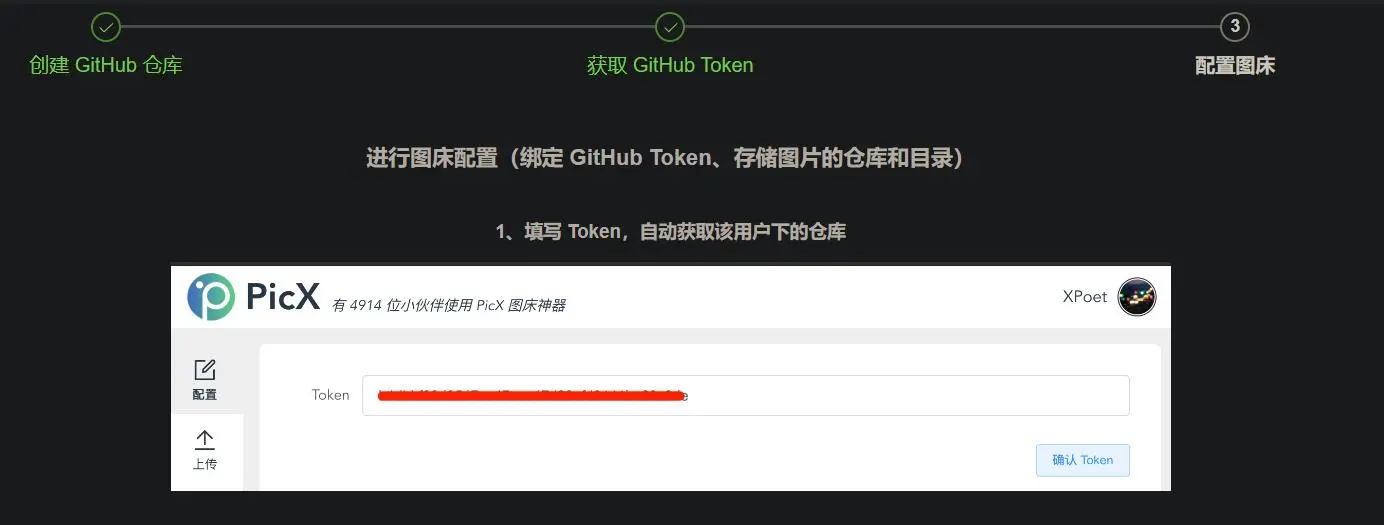 3
创建 GitHub 仓库
获取 GitHub Token
配置图床
进行图床配置（绑定 GitHub Token、存储图片的仓库和目录）
1、填写 Token，自动获取该用户下的仓库
PicX 有 4914 位小伙伴使用 PicX 图床神器
XPoet
配置
Token
上传
确认 Token